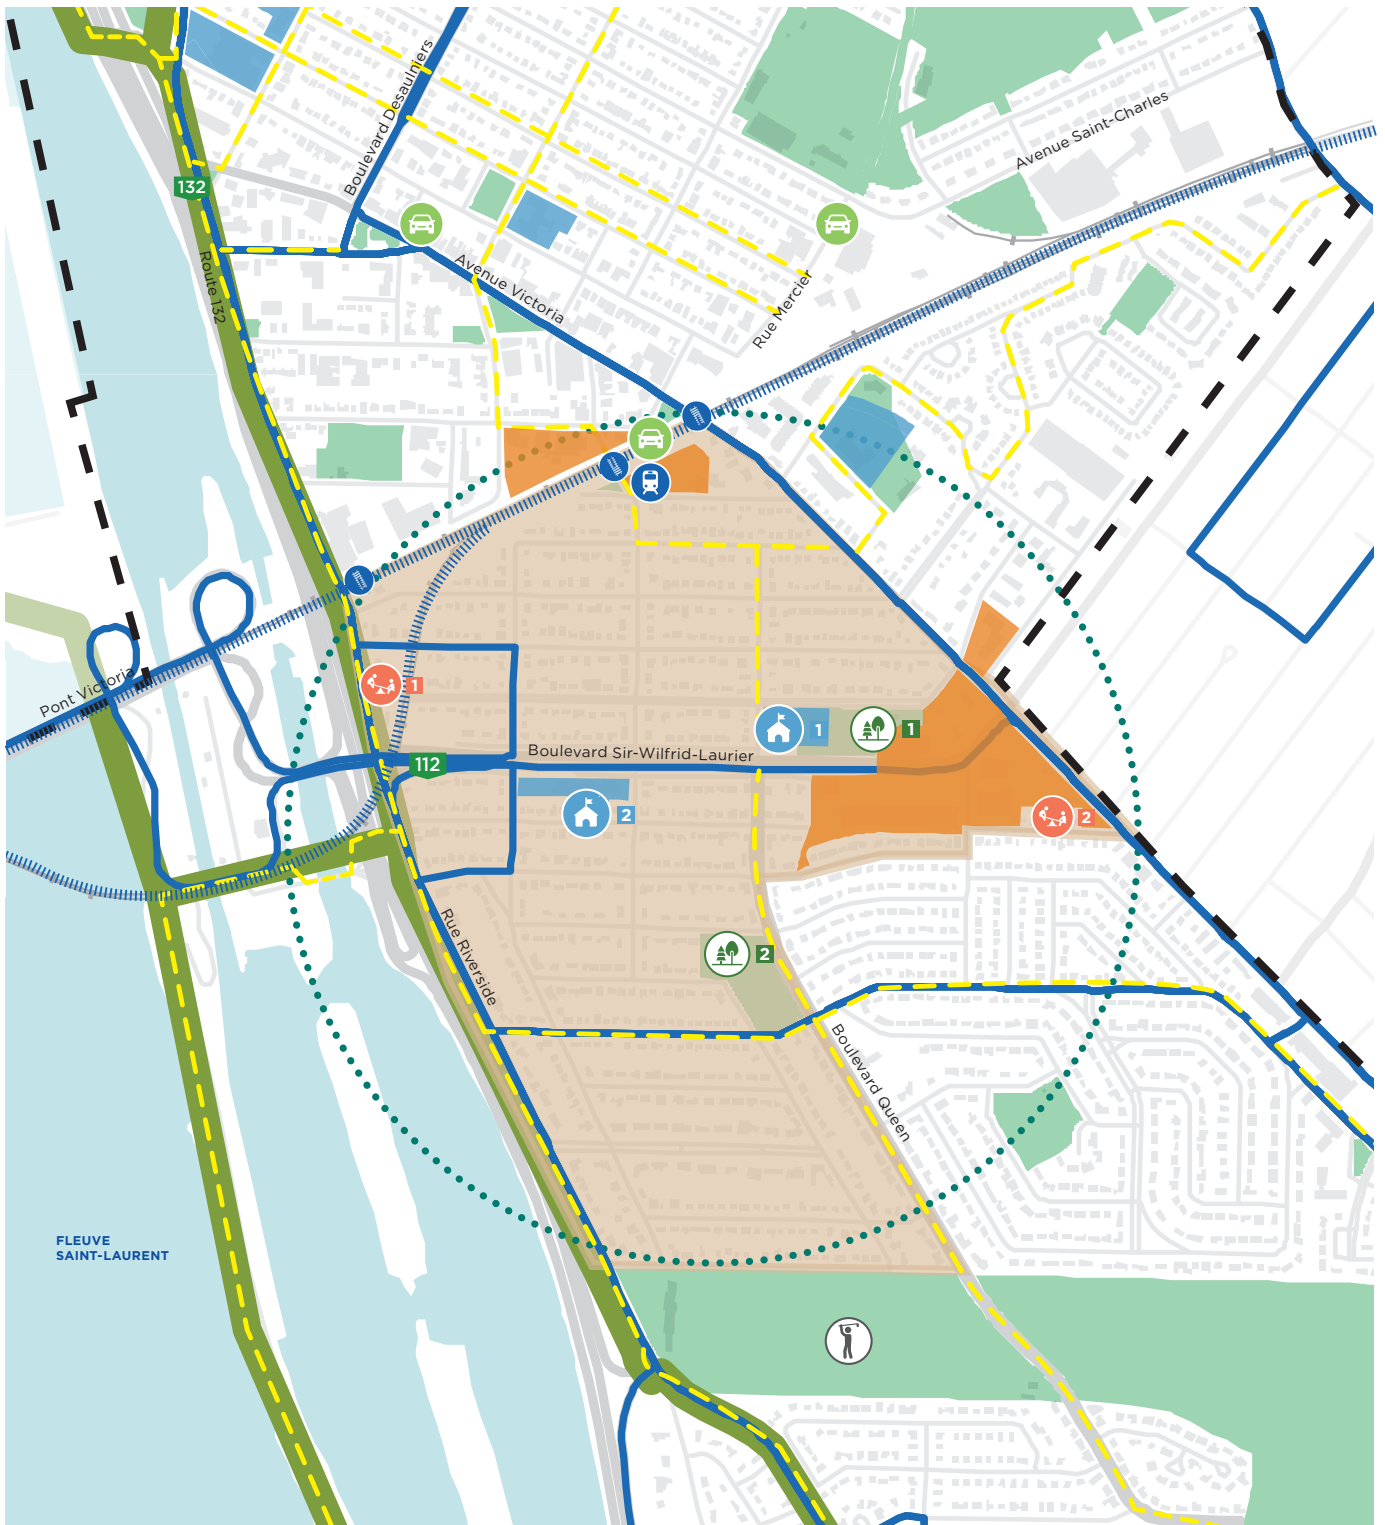 Boulevard Desaulniers
Avenue Saint-Charles
132
Route 132
Avenue Victoria
Rue Mercier
Pont Victoria
1
1
1
Boulevard Sir-Wilfrid-Laurier
112
2
2
Rue Riverside
2
Boulevard Queen
FLEUVE
SAINT-LAURENT